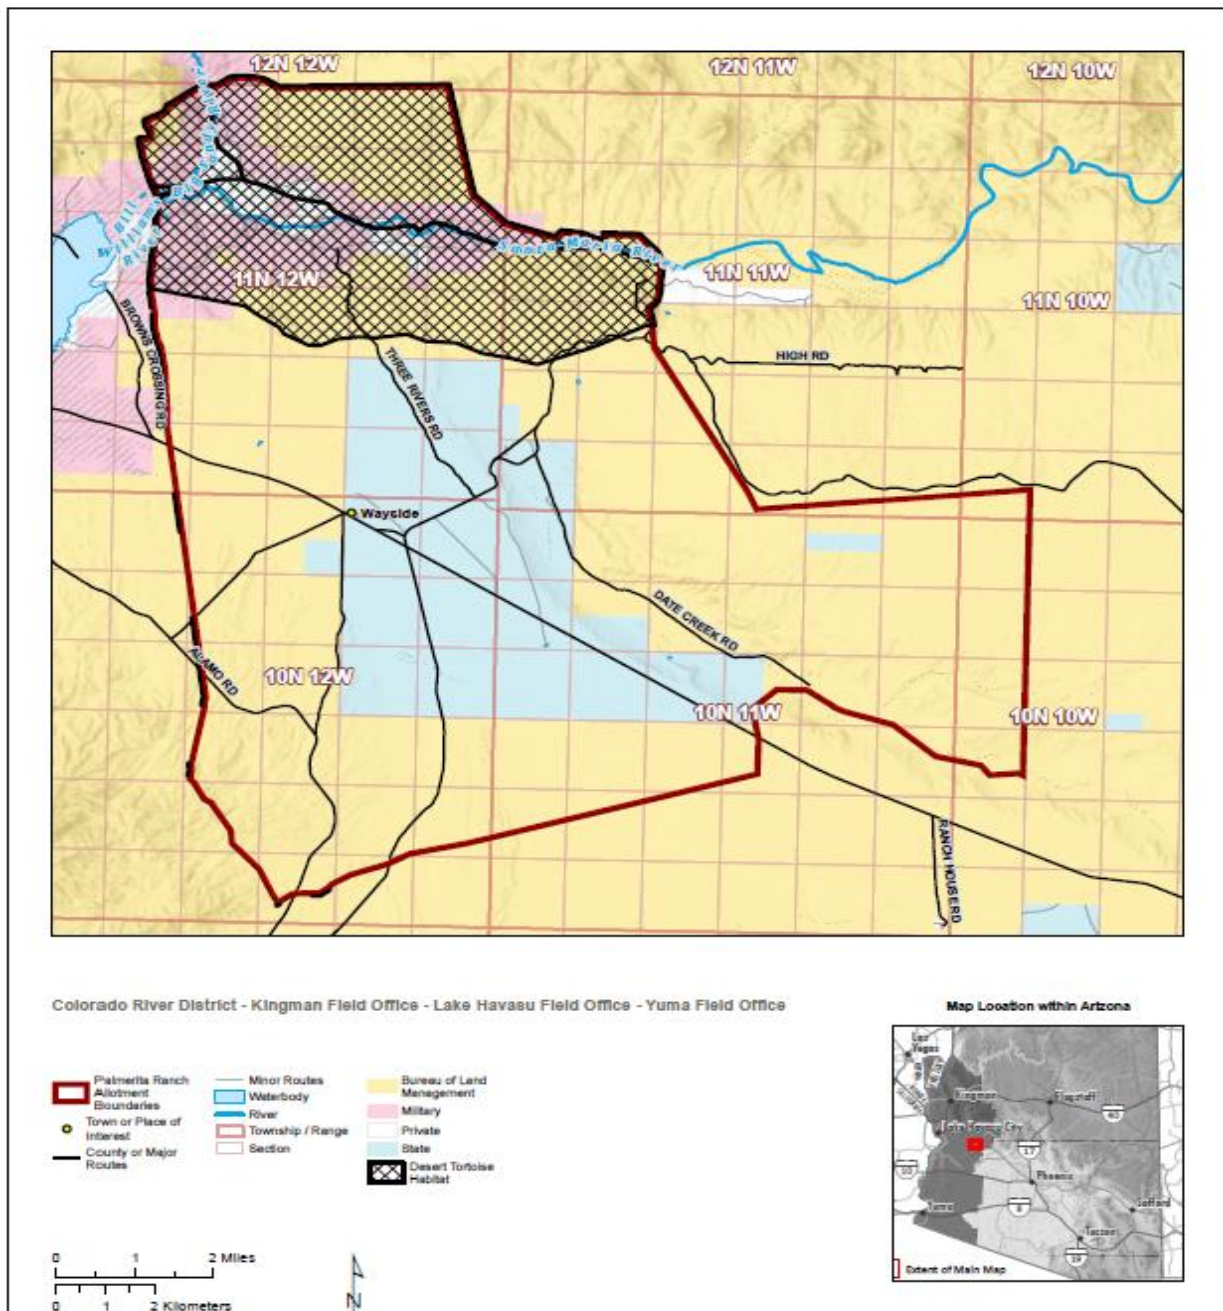 12N 12W
12N 11W
12N 10W
Bill
Williams
River
Santa Maria River
11N 12W
11N 11W
11N 10W
BROWNS CROSSING RD
THREE RIVERS RD
HIGH RD
Wayside
DATE CREEK RD
ALAMO RD
10N 12W
10N 11W
10N 10W
RANCH HOUSE RD
Colorado River District - Kingman Field Office - Lake Havasu Field Office - Yuma Field Office
Map Location within Arizona
Palmerita Ranch
Allotment
Boundaries
Town or Place of
Interest
County or Major
Routes
Minor Routes
Waterbody
River
Township / Range
Section
Bureau of Land
Management
Military
Private
State
Desert Tortoise
Habitat
Las
Vegas
Kingman
Flagstaff
40
Lake Havasu City
17
10
Phoenix
Yuma
8
Safford
Tucson
19
Extent of Main Map
0 1 2 Miles
0 1 2 Kilometers
N